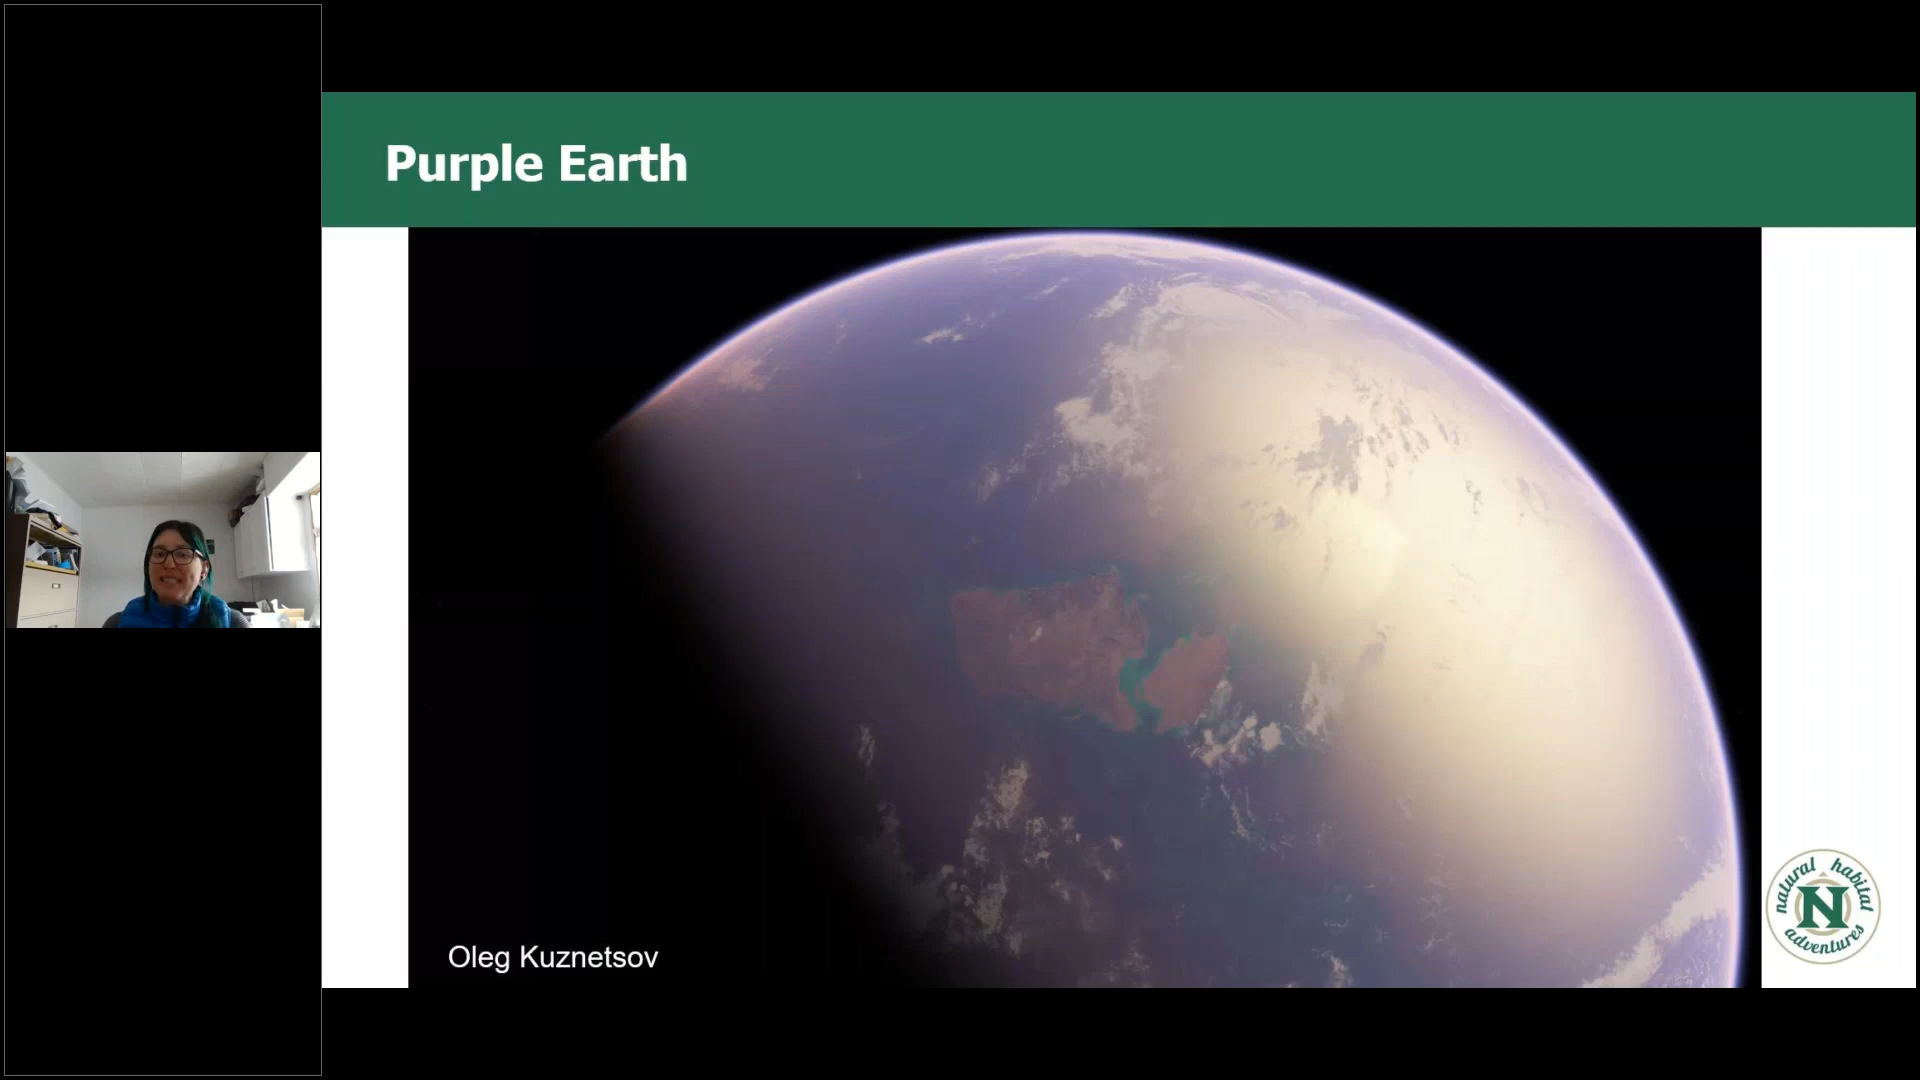 Purple Earth
Oleg Kuznetsov
natural habitat
N
adventures